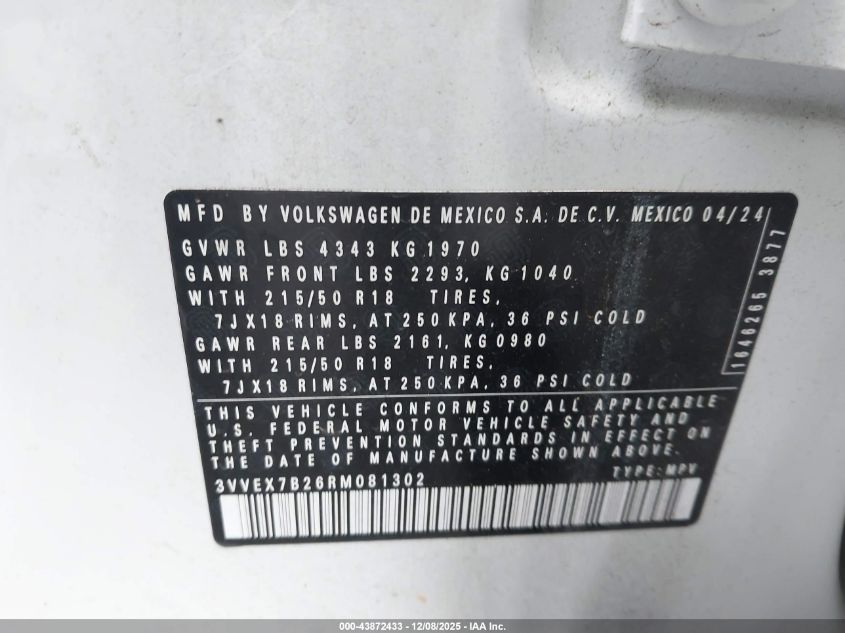 MFD BY VOLKSWAGEN DE MEXICO S.A. DE C.V. MEXICO 04/24
GVWR LBS 4343 KG 1970
GAWR FRONT LBS 2293, KG 1040
WITH 215/50 R18 TIRES,
7JX18 RIMS, AT 250 KPA, 36 PSI COLD
GAWR REAR LBS 2161, KG 0980
WITH 215/50 R18 TIRES,
7JX18 RIMS, AT 250 KPA, 36 PSI COLD
1646265 3877
THIS VEHICLE CONFORMS TO ALL APPLICABLE
U.S. FEDERAL MOTOR VEHICLE SAFETY AND
THEFT PREVENTION STANDARDS IN EFFECT ON
THE DATE OF MANUFACTURE SHOWN ABOVE.
3VVEX7B26RM081302 TYPE: MPV
000-43872433 - 12/08/2025 - IAA Inc.